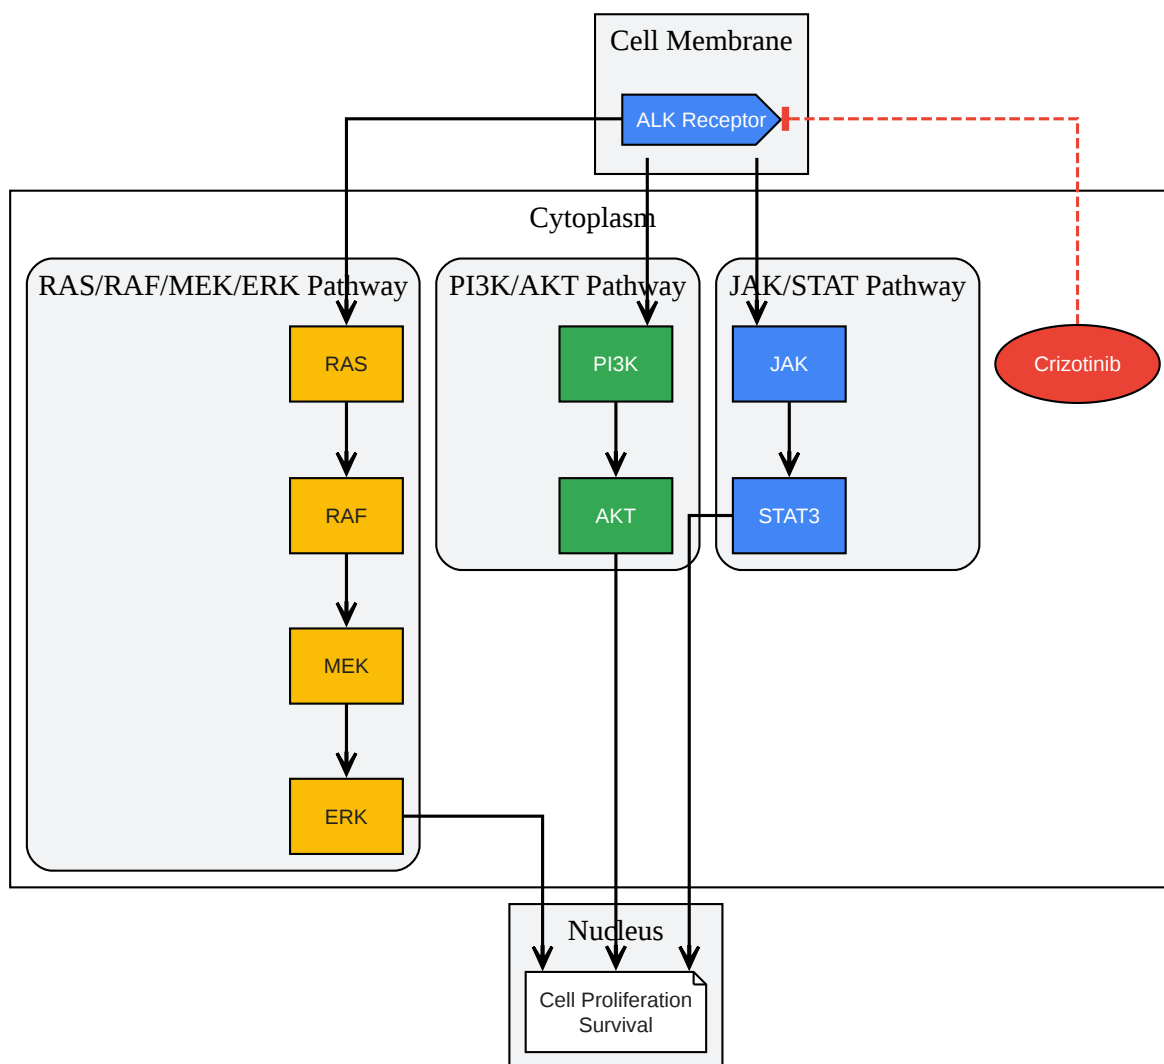 Cell Membrane
ALK Receptor
Cytoplasm
RAS/RAF/MEK/ERK Pathway
PI3K/AKT Pathway
JAK/STAT Pathway
RAS
PI3K
JAK
Crizotinib
RAF
AKT
STAT3
MEK
ERK
Nucleus
Cell Proliferation
Survival